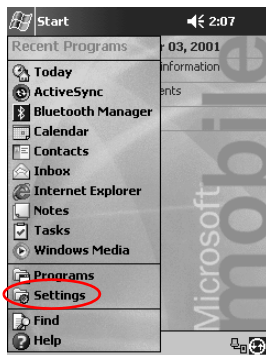 Start 2:07
Recent Programs r 03, 2001
Today
information
ActiveSync
ents
Bluetooth Manager
Calendar
Contacts
Inbox
Internet Explorer
Notes
Tasks
Windows Media
Programs
Settings
Find
Help
Microsoft
mobile